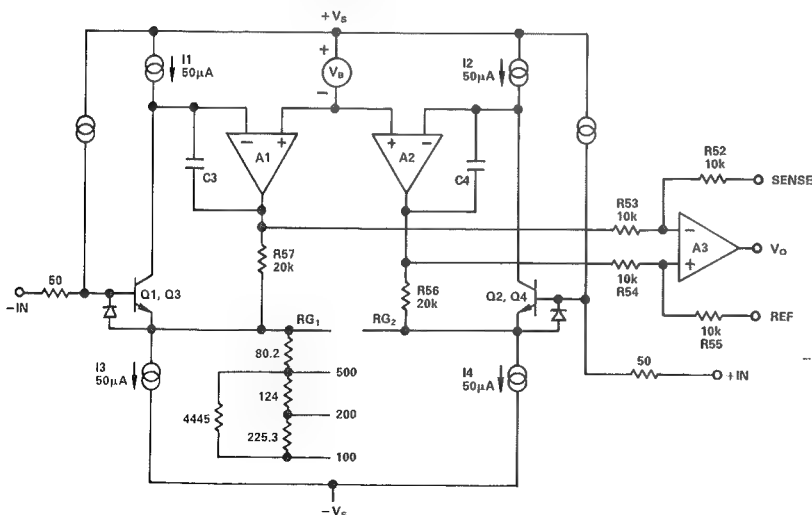 +VS
I1
50μA
+
VB
−
I2
50μA
− +
A1
+ −
A2
C3
C4
R52
10k
SENSE
R53
10k
−
+
A3
VO
R57
20k
R56
20k
10k
R54
10k
R55
REF
50
−IN
Q1, Q3
Q2, Q4
RG1
RG2
80.2
500
I3
50μA
I4
50μA
50
+IN
4445
124
200
225.3
100
−VS